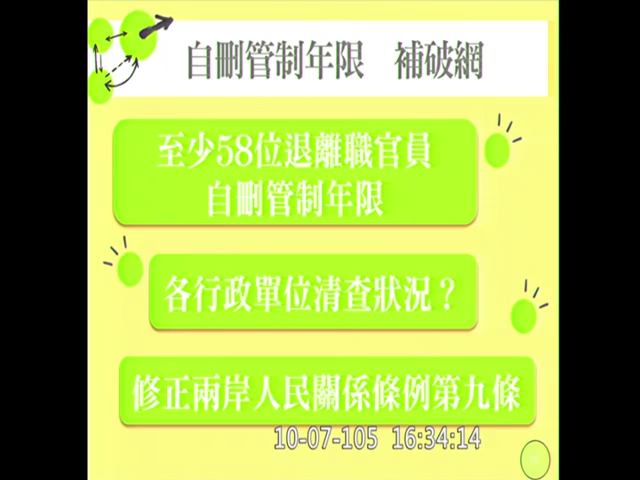 自刪管制年限　補破網
至少58位退離職官員
自刪管制年限
各行政單位清查狀況？
修正兩岸人民關係條例第九條
10-07-105 16:34:14